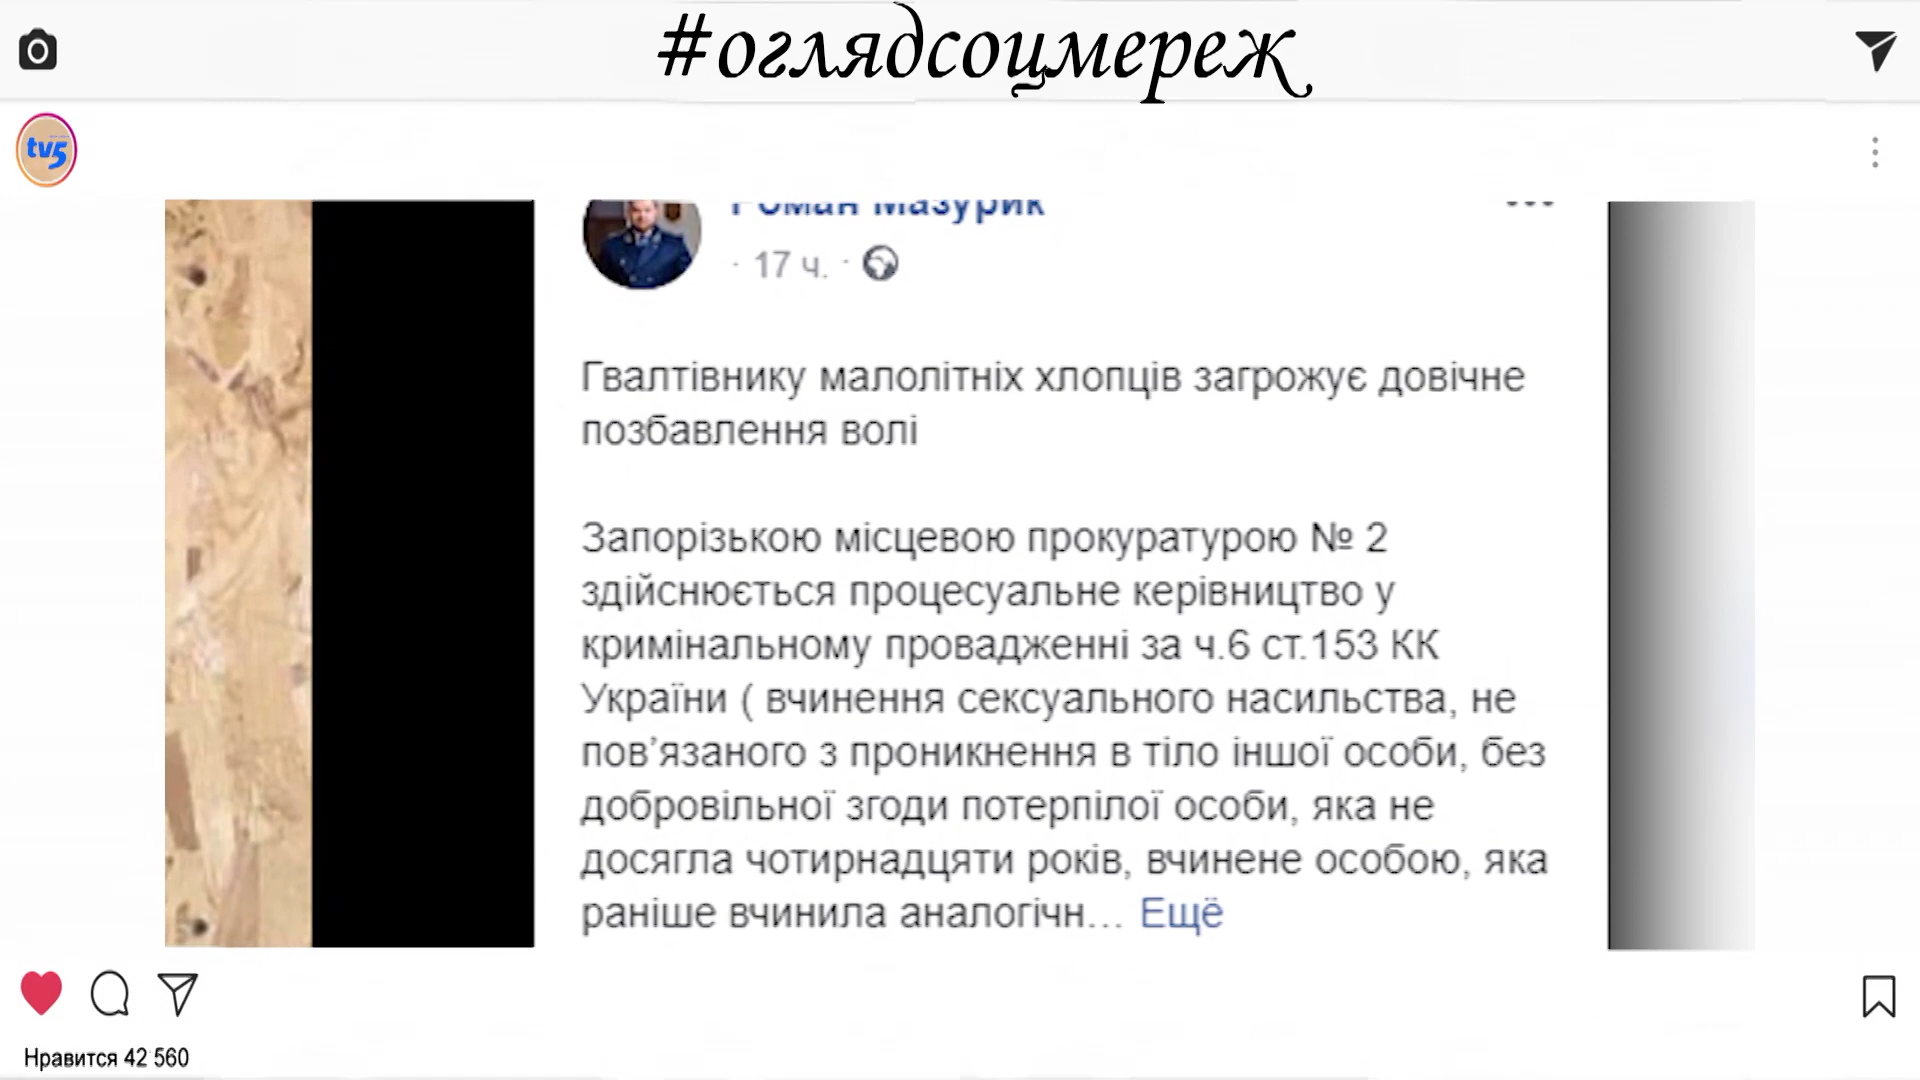 #оглядсоцмереж
tv5
Роман Мазурик
· 17 ч. ·
Гвалтівнику малолітніх хлопців загрожує довічне
позбавлення волі
Запорізькою місцевою прокуратурою № 2
здійснюється процесуальне керівництво у
кримінальному провадженні за ч.6 ст.153 КК
України ( вчинення сексуального насильства, не
пов’язаного з проникнення в тіло іншої особи, без
добровільної згоди потерпілої особи, яка не
досягла чотирнадцяти років, вчинене особою, яка
раніше вчинила аналогічн... Ещё
Нравится 42 560